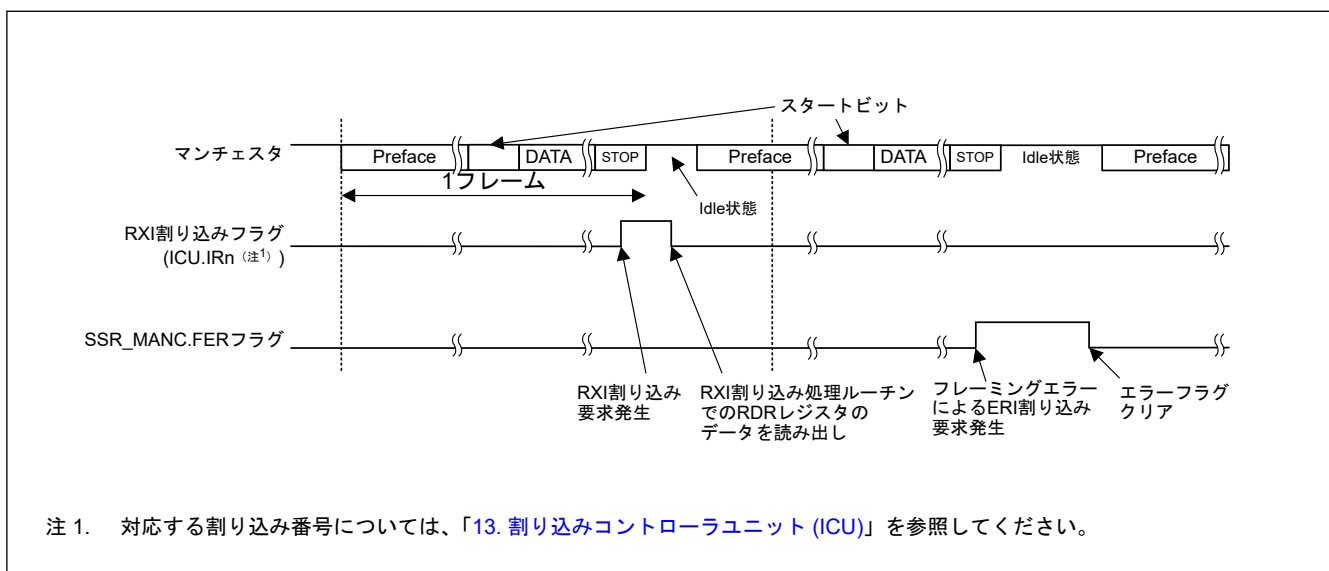 スタートビット
マンチェスタ Preface DATA STOP Preface DATA STOP Idle状態 Preface
1フレーム
Idle状態
RXI割り込みフラグ
(ICU.IRn (注1) )
SSR_MANC.FERフラグ
RXI割り込み
要求発生
RXI割り込み処理ルーチン
でのRDRレジスタの
データを読み出し
フレーミングエラー
によるERI割り込み
要求発生
エラーフラグ
クリア
注 1. 対応する割り込み番号については、「13. 割り込みコントローラユニット (ICU)」を参照してください。